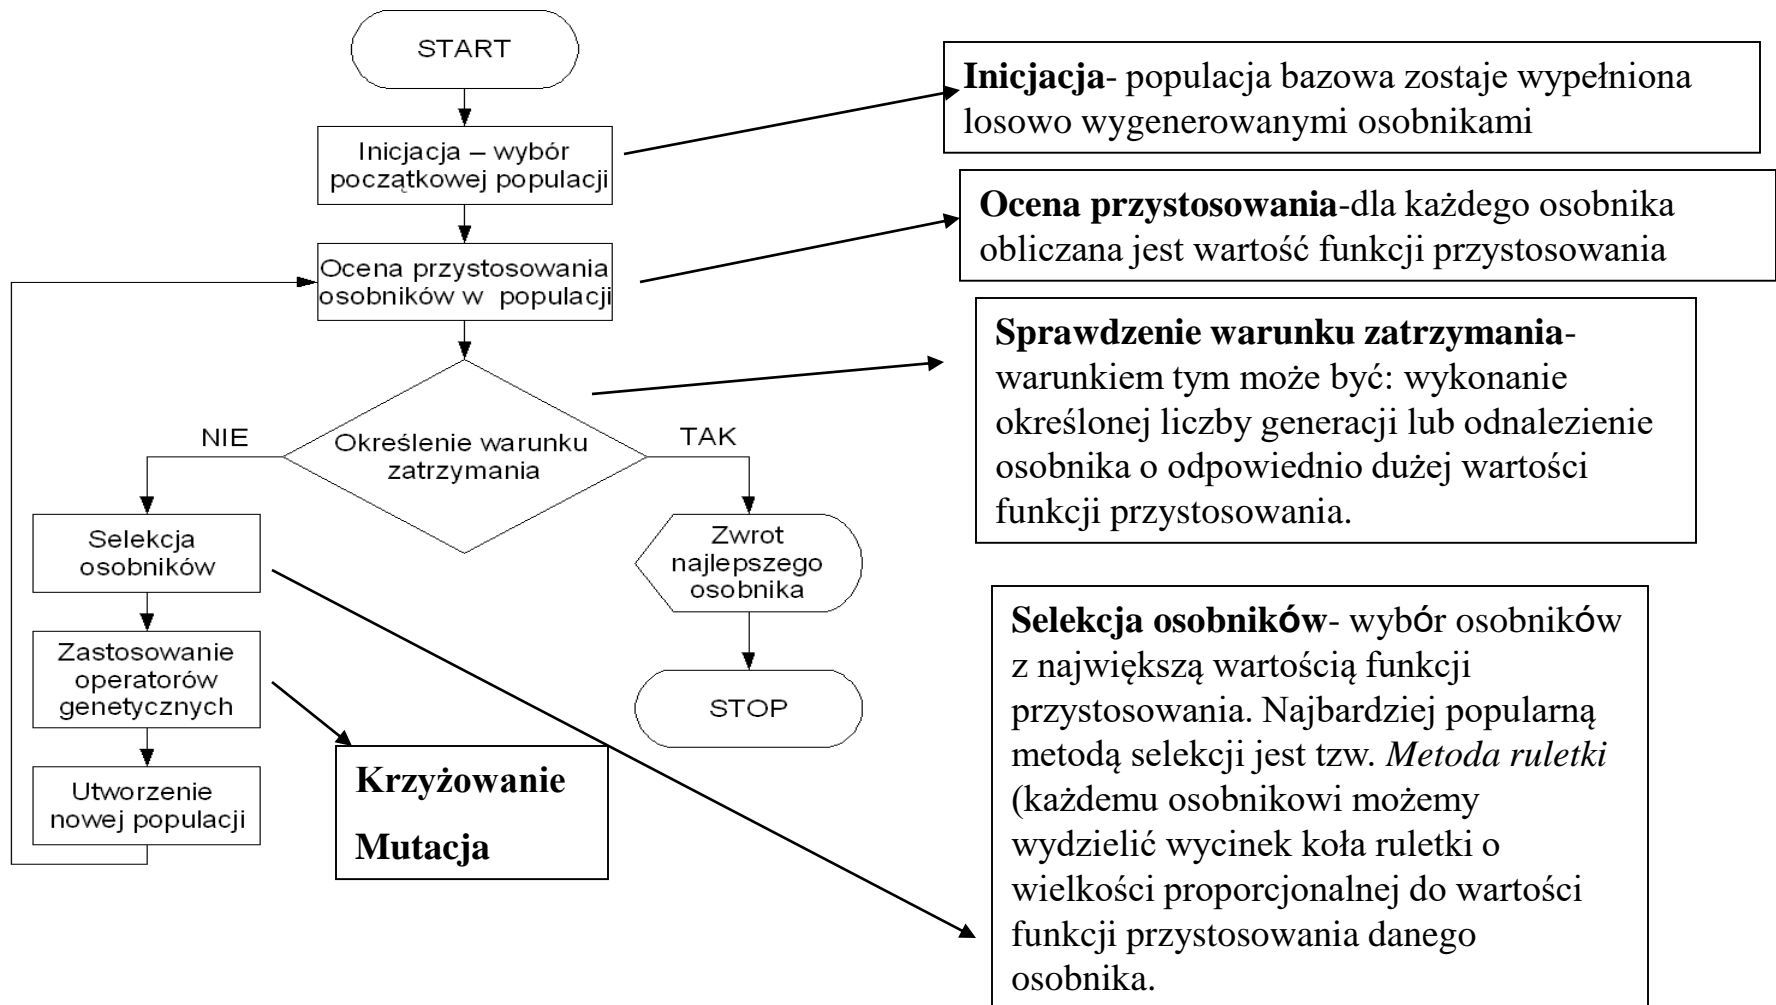 START
Inicjacja – wybór
początkowej populacji
Ocena przystosowania
osobników w populacji
Określenie warunku
zatrzymania
NIE
TAK
Selekcja
osobników
Zastosowanie
operatorów
genetycznych
Utworzenie
nowej populacji
Zwrot
najlepszego
osobnika
STOP
Krzyżowanie
Mutacja
Inicjacja- populacja bazowa zostaje wypełniona
losowo wygenerowanymi osobnikami
Ocena przystosowania-dla każdego osobnika
obliczana jest wartość funkcji przystosowania
Sprawdzenie warunku zatrzymania-
warunkiem tym może być: wykonanie
określonej liczby generacji lub odnalezienie
osobnika o odpowiednio dużej wartości
funkcji przystosowania.
Selekcja osobników- wybór osobników
z największą wartością funkcji
przystosowania. Najbardziej popularną
metodą selekcji jest tzw. Metoda ruletki
(każdemu osobnikowi możemy
wydzielić wycinek koła ruletki o
wielkości proporcjonalnej do wartości
funkcji przystosowania danego
osobnika.